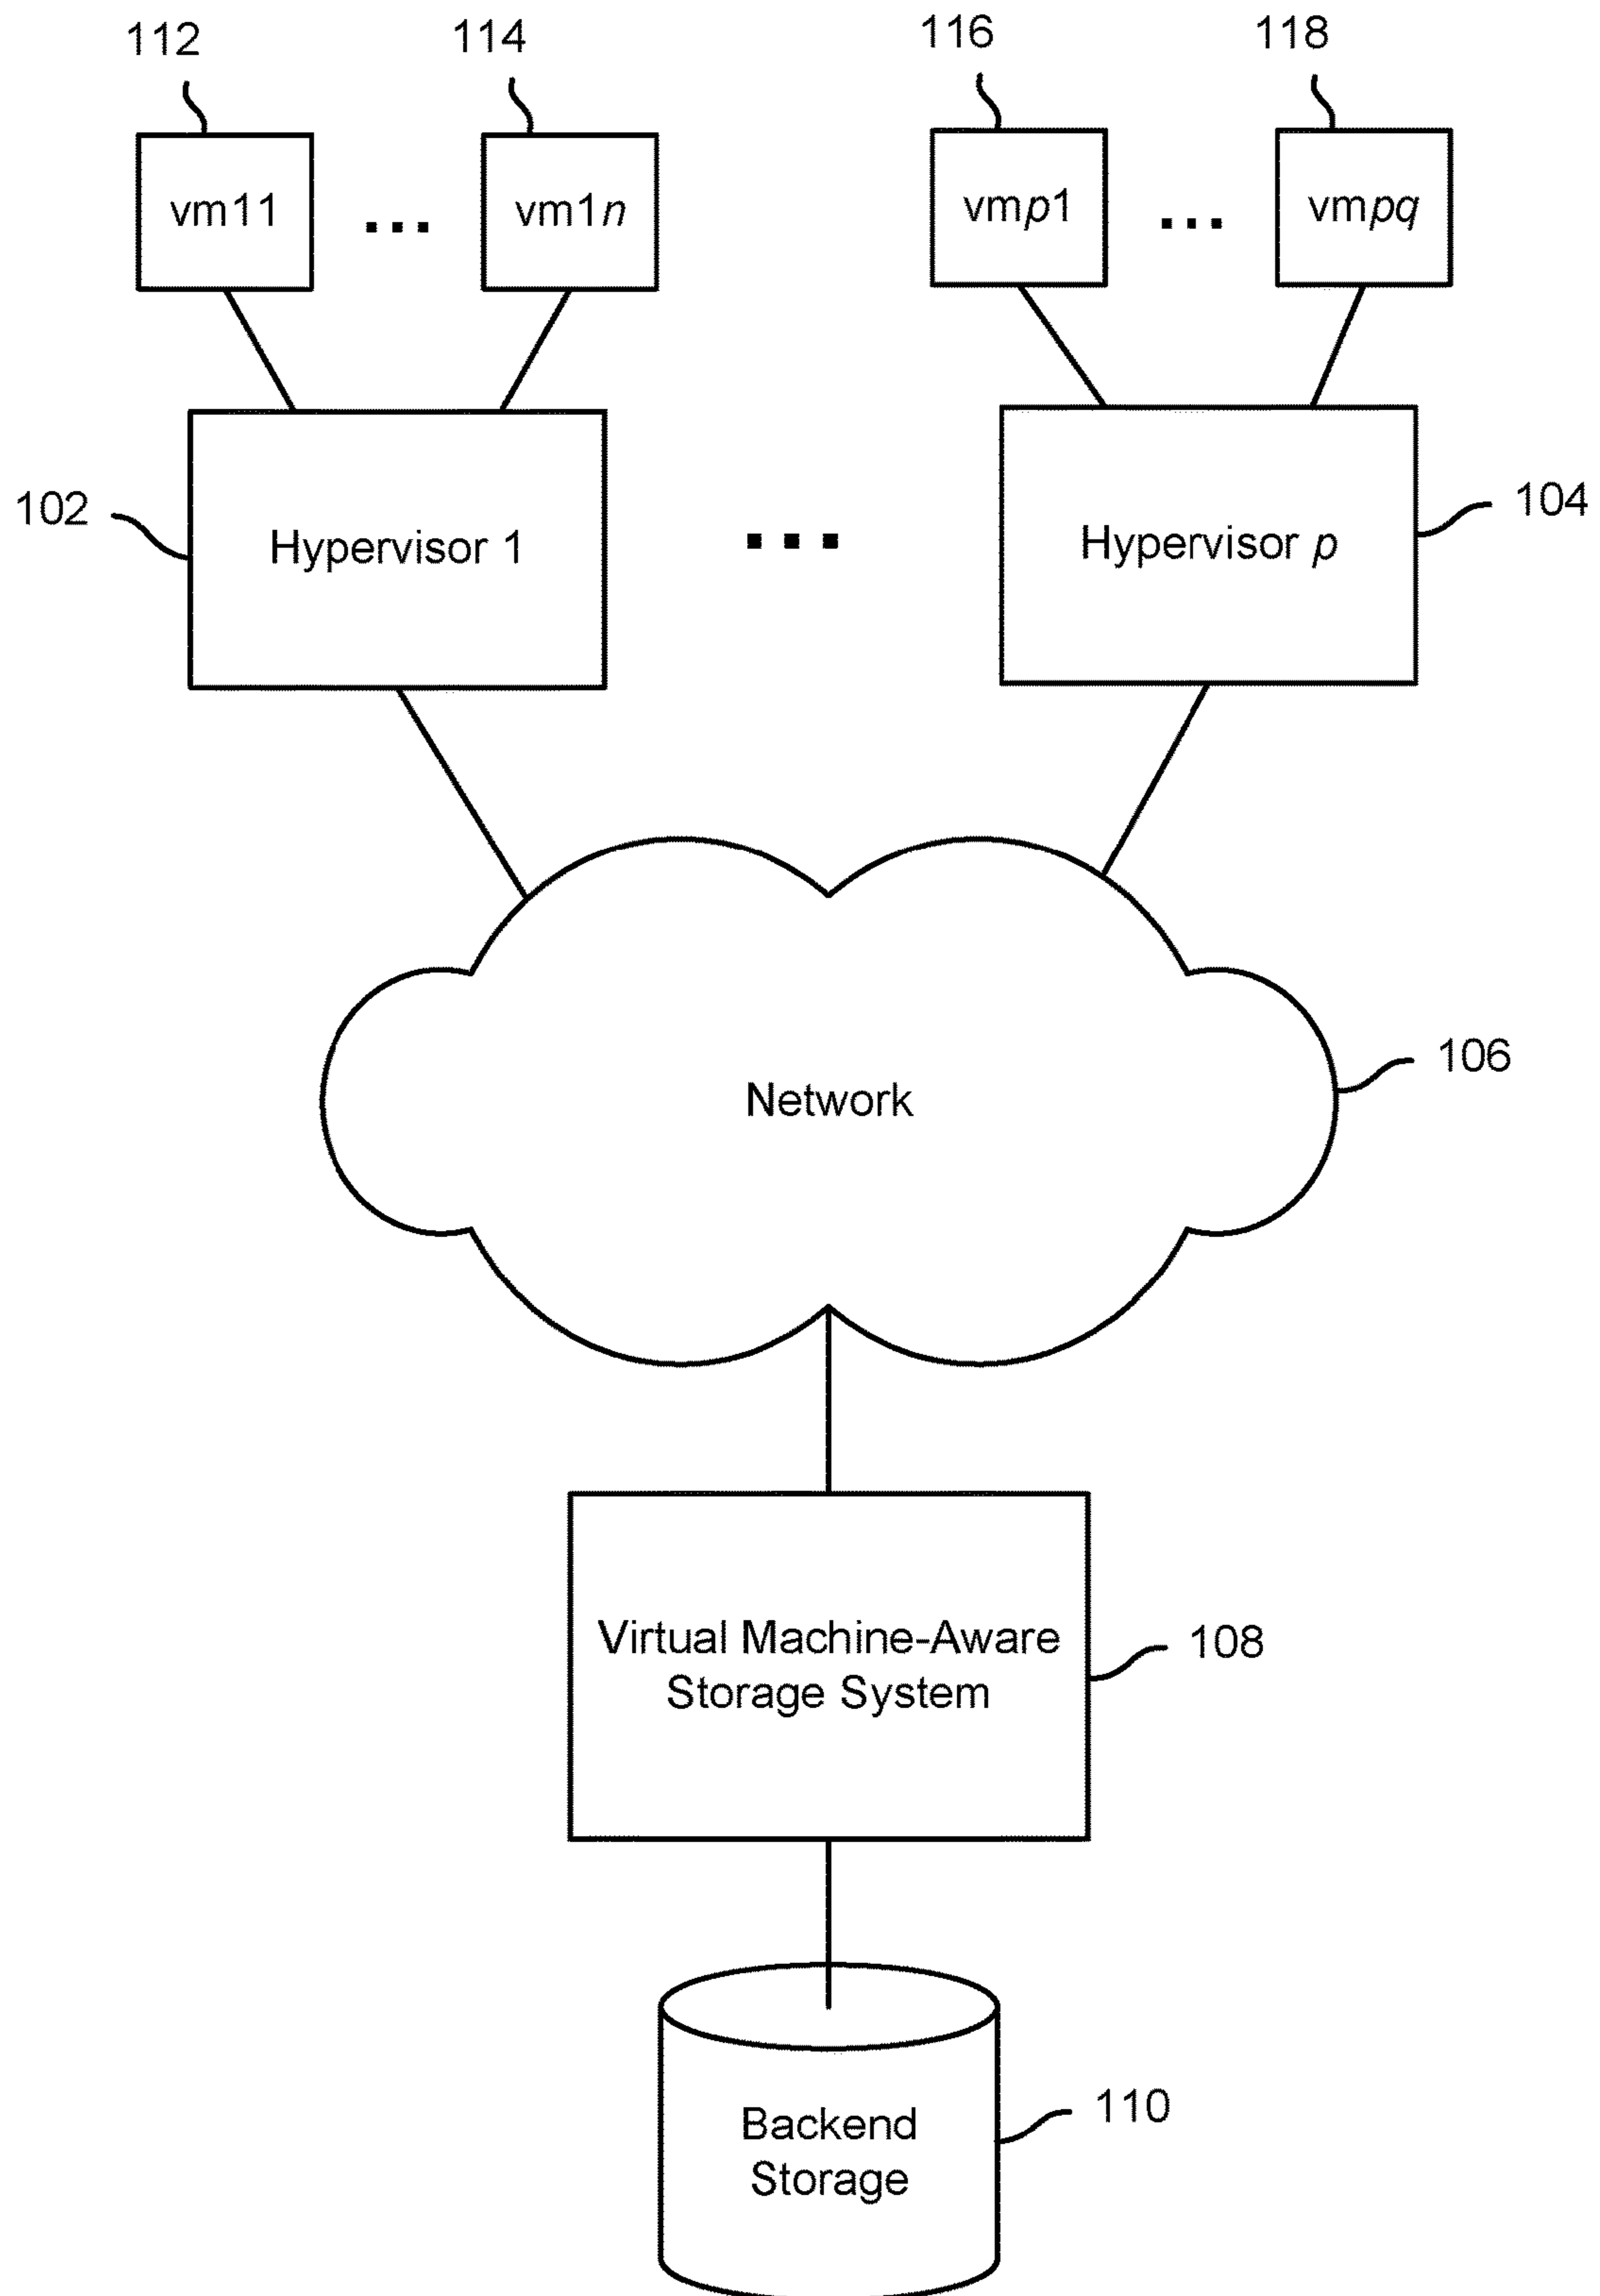 112
114
116
118
vm11
...
vm1n
vmp1
...
vmpq
102
Hypervisor 1
...
Hypervisor p
104
Network
106
Virtual Machine-Aware
Storage System
108
Backend
Storage
110